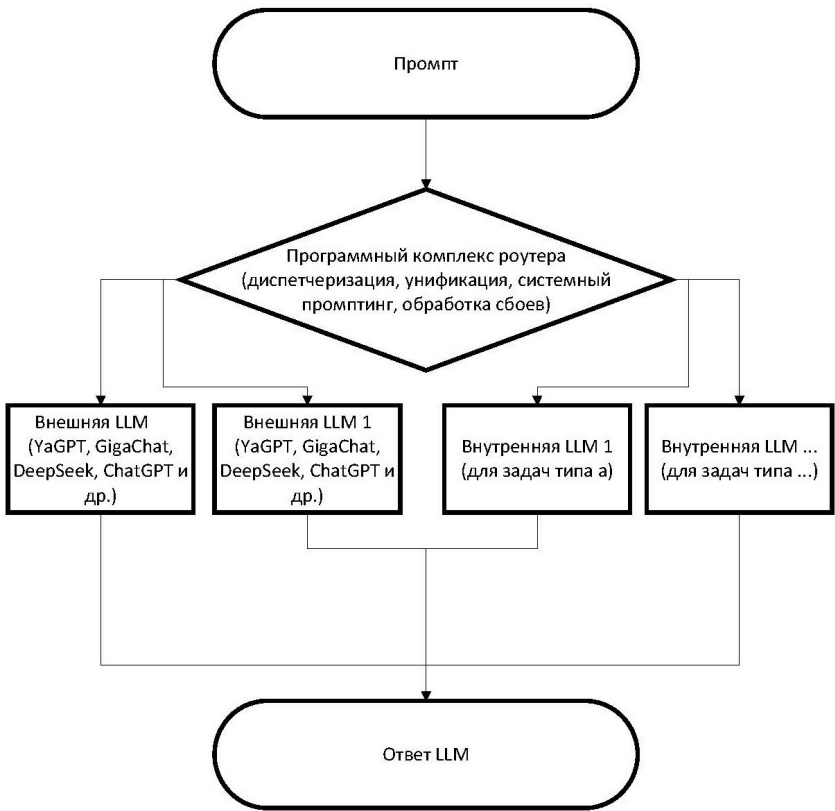 Промпт
Программный комплекс роутера
(диспетчеризация, унификация, системный
промптинг, обработка сбоев)
Внешняя LLM
(YaGPT, GigaChat,
DeepSeek, ChatGPT и
др.)
Внешняя LLM 1
(YaGPT, GigaChat,
DeepSeek, ChatGPT и
др.)
Внутренняя LLM 1
(для задач типа а)
Внутренняя LLM ...
(для задач типа ...)
Ответ LLM